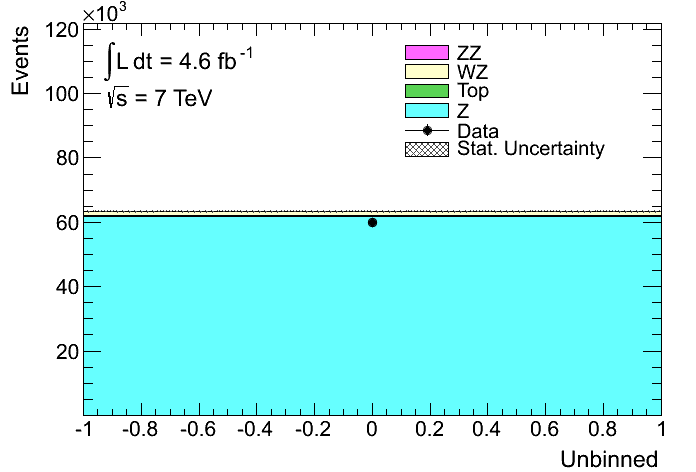 ×10³
Events
120
100
80
60
40
20
∫L dt = 4.6 fb⁻¹
√s = 7 TeV
ZZ
WZ
Top
Z
Data
Stat. Uncertainty
-1 -0.8 -0.6 -0.4 -0.2 0 0.2 0.4 0.6 0.8 1
Unbinned